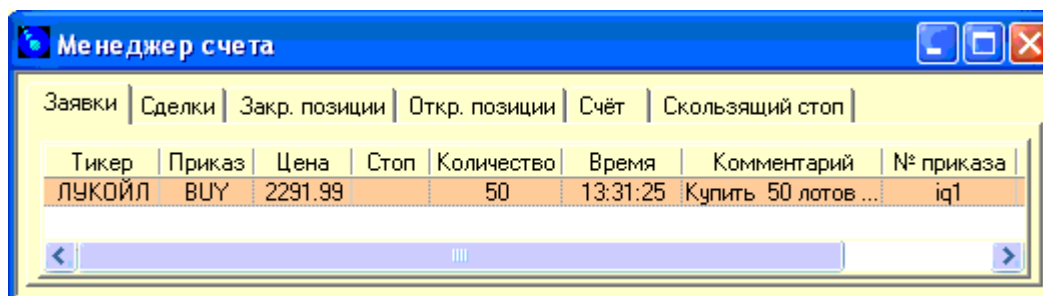 Менеджер счета
Заявки Сделки Закр. позиции Откр. позиции Счёт Скользящий стоп
Тикер Приказ Цена Стоп Количество Время Комментарий № приказа
ЛУКОЙЛ BUY 2291.99 50 13:31:25 Купить 50 лотов ... iq1